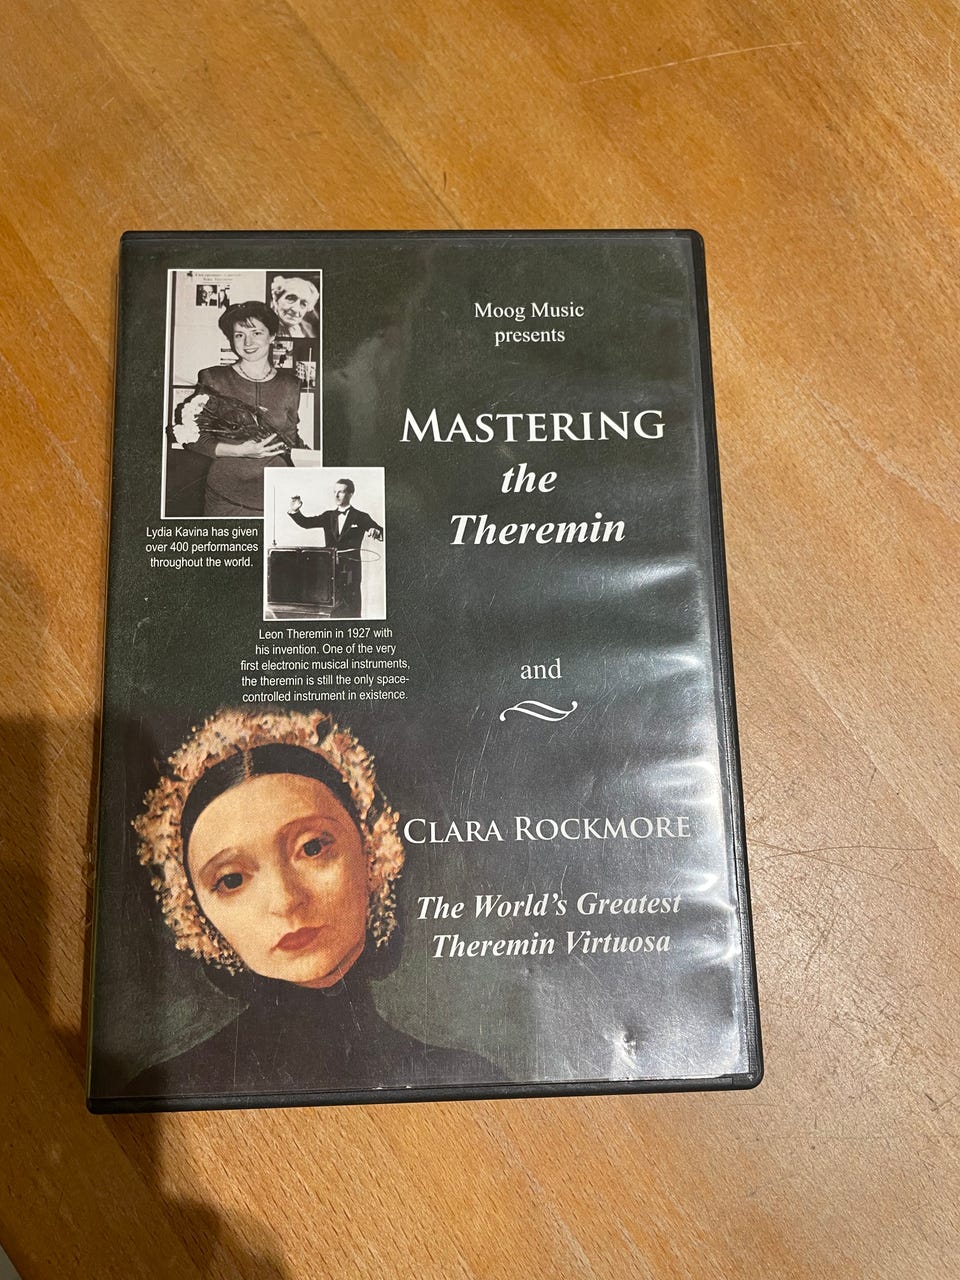 Moog Music
presents
MASTERING
the
Theremin
Lydia Kavina has given
over 400 performances
throughout the world.
Leon Theremin in 1927 with
his invention. One of the very
first electronic musical instruments,
the theremin is still the only space-
controlled instrument in existence.
and
CLARA ROCKMORE
The World's Greatest
Theremin Virtuosa